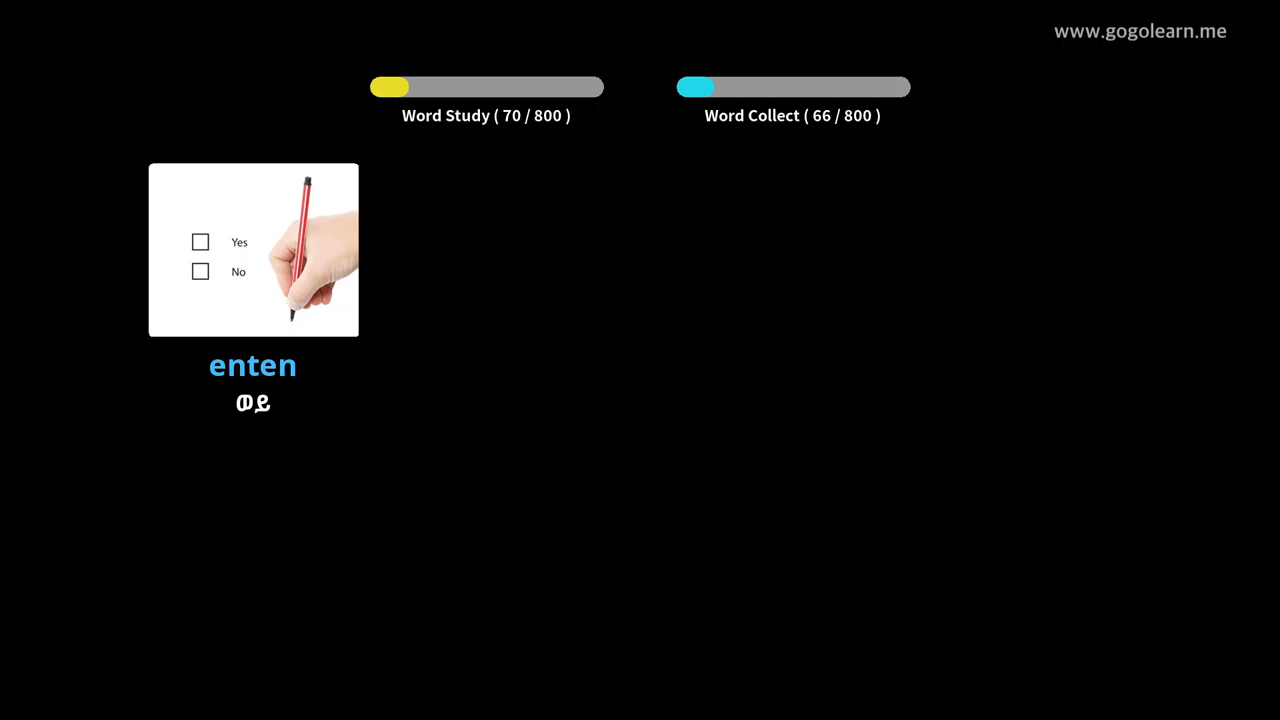 www.gogolearn.me
Word Study ( 70 / 800 )
Word Collect ( 66 / 800 )
Yes
No
enten
ወይ